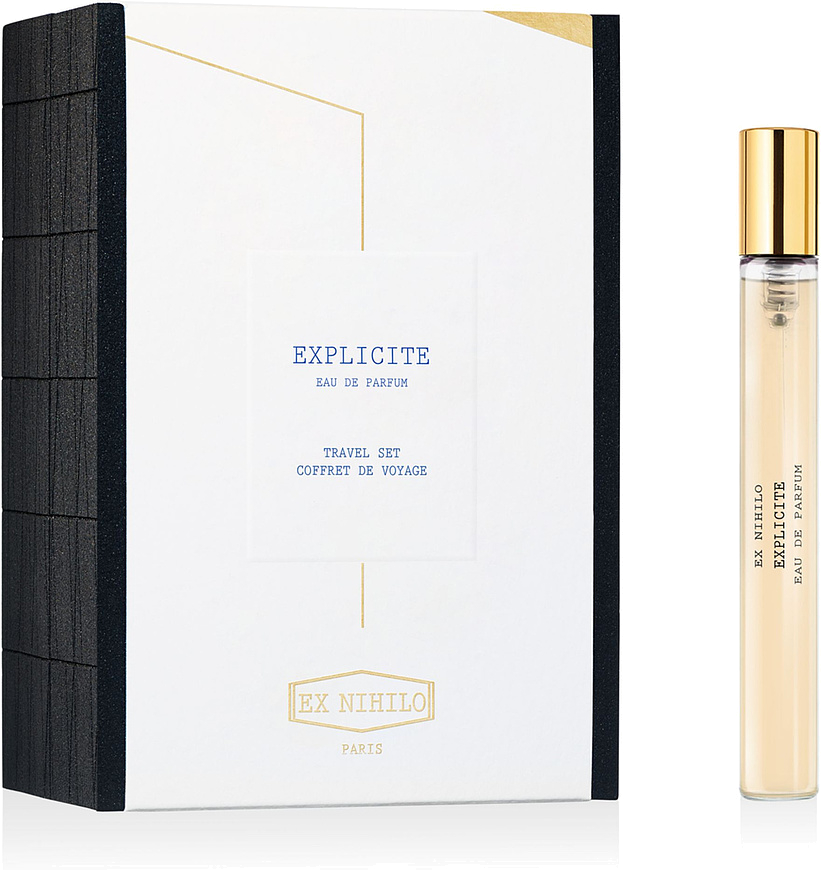 EXPLICITE
EAU DE PARFUM
TRAVEL SET
COFFRET DE VOYAGE
EX NIHILO
PARIS
EX NIHILO
EXPLICITE
EAU DE PARFUM